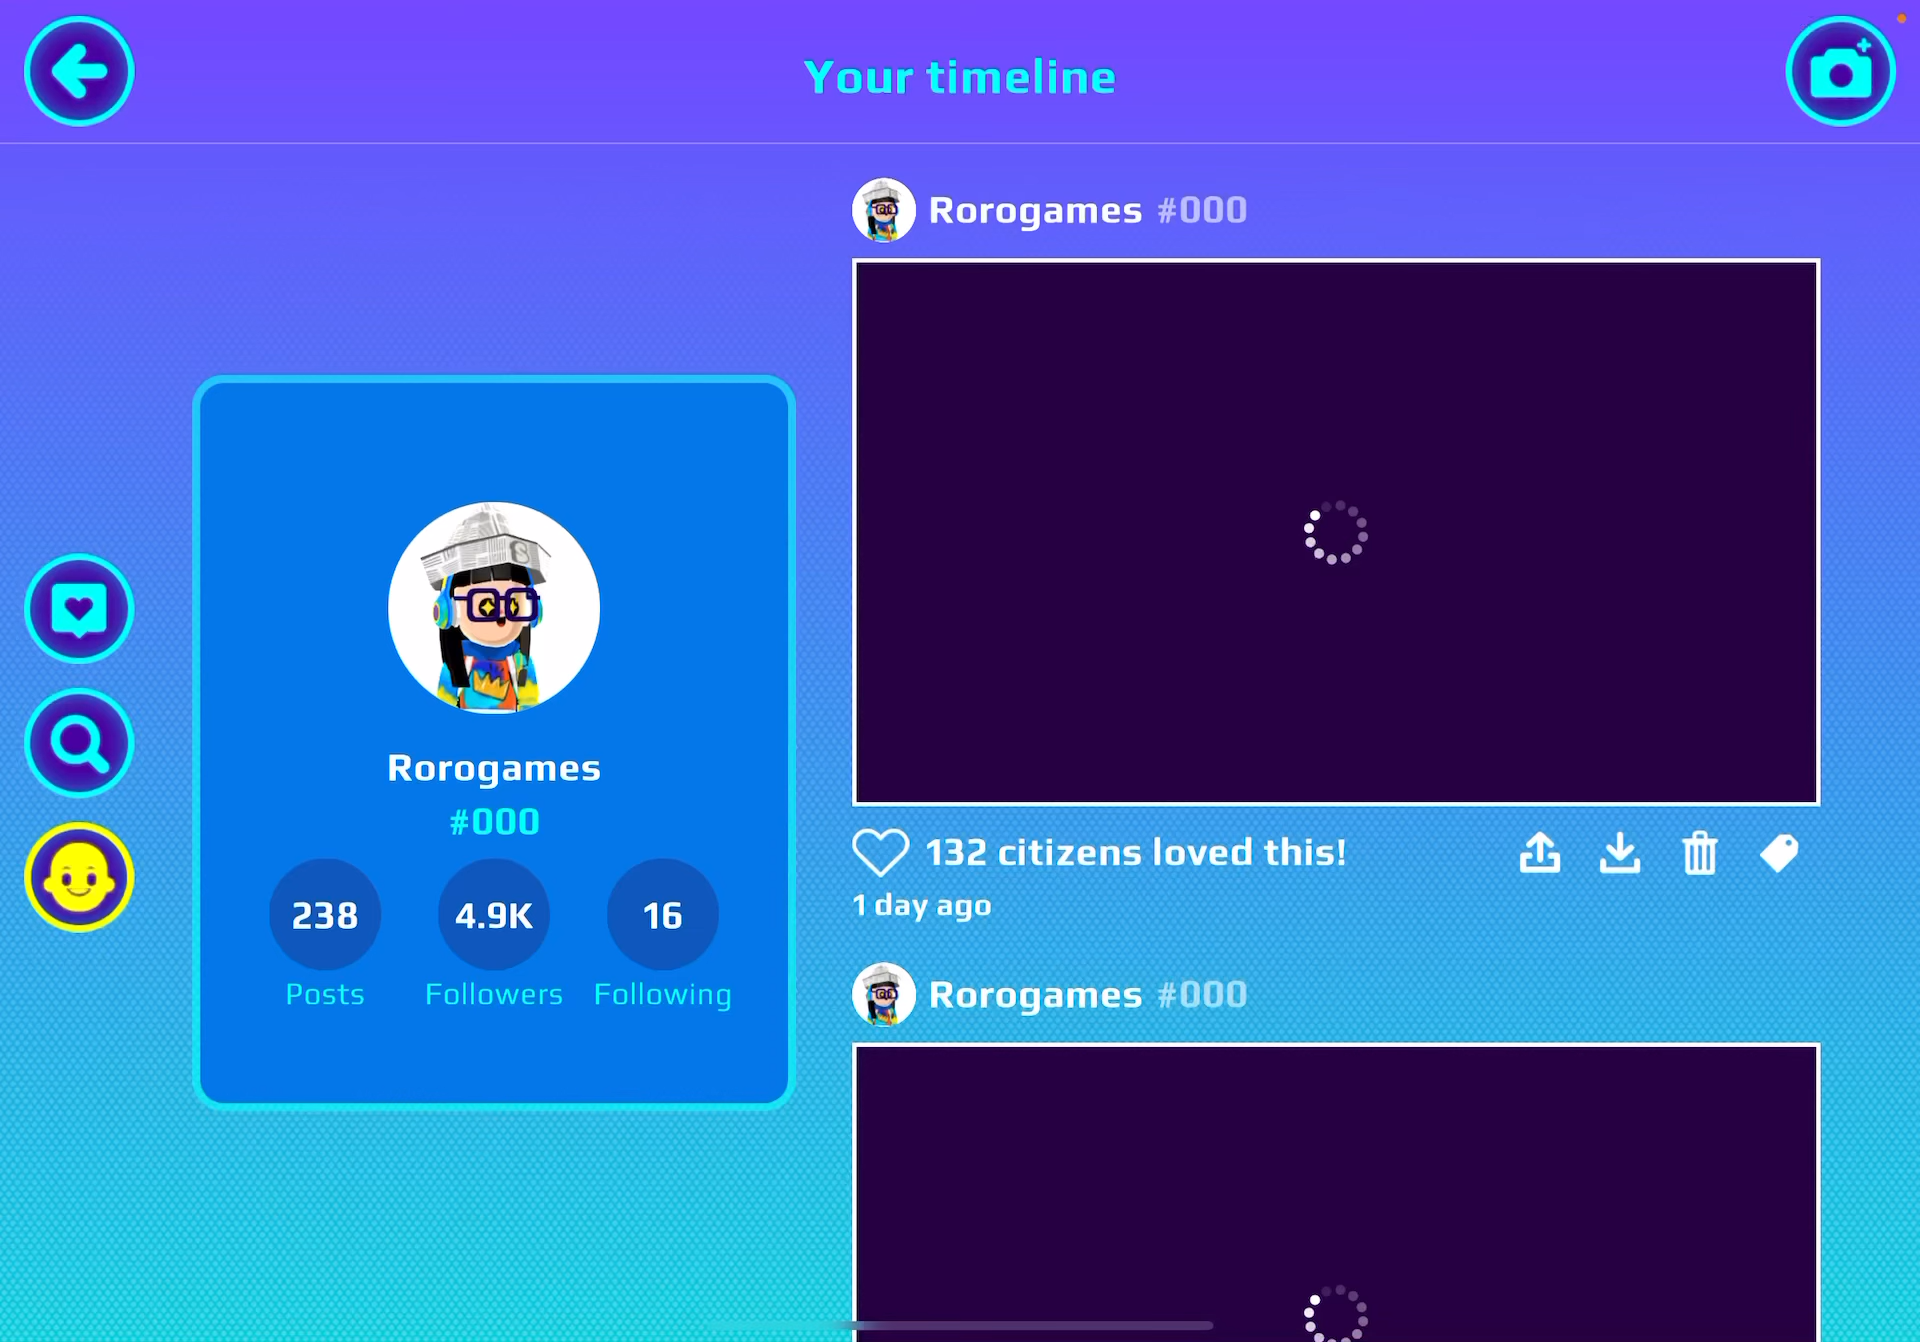 Your timeline
Rorogames #000
Rorogames
#000
238
4.9K
16
Posts
Followers
Following
132 citizens loved this!
1 day ago
Rorogames #000